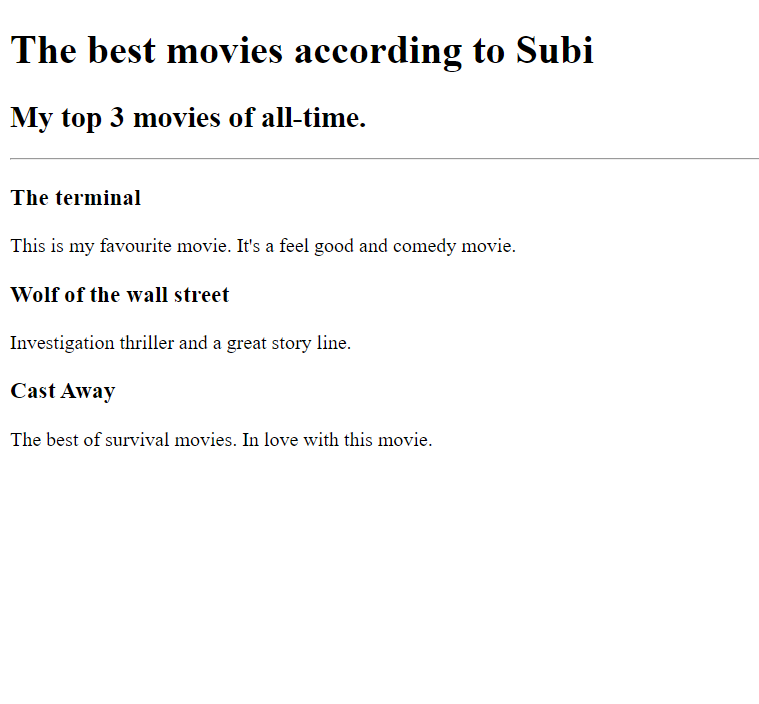 The best movies according to Subi
My top 3 movies of all-time.
The terminal
This is my favourite movie. It's a feel good and comedy movie.
Wolf of the wall street
Investigation thriller and a great story line.
Cast Away
The best of survival movies. In love with this movie.